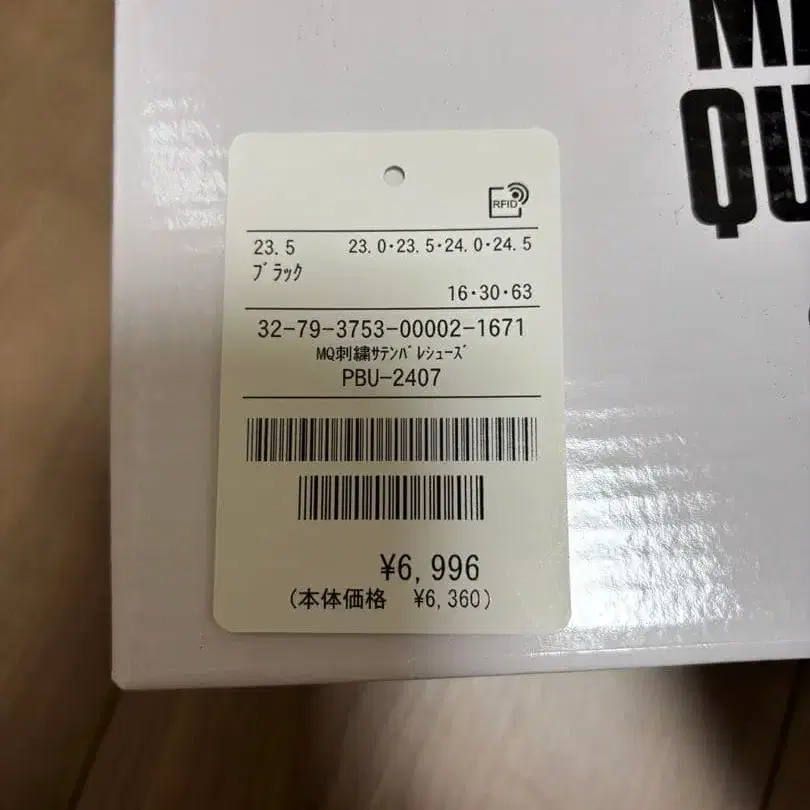 QU
RFID
23.5 23.0・23.5・24.0・24.5
ﾌﾞﾗｯｸ
16・30・63
32-79-3753-00002-1671
MQ刺繍ｻﾃﾝﾊﾞﾚｼｭｰｽﾞ
PBU-2407
¥6,996
(本体価格 ¥6,360)